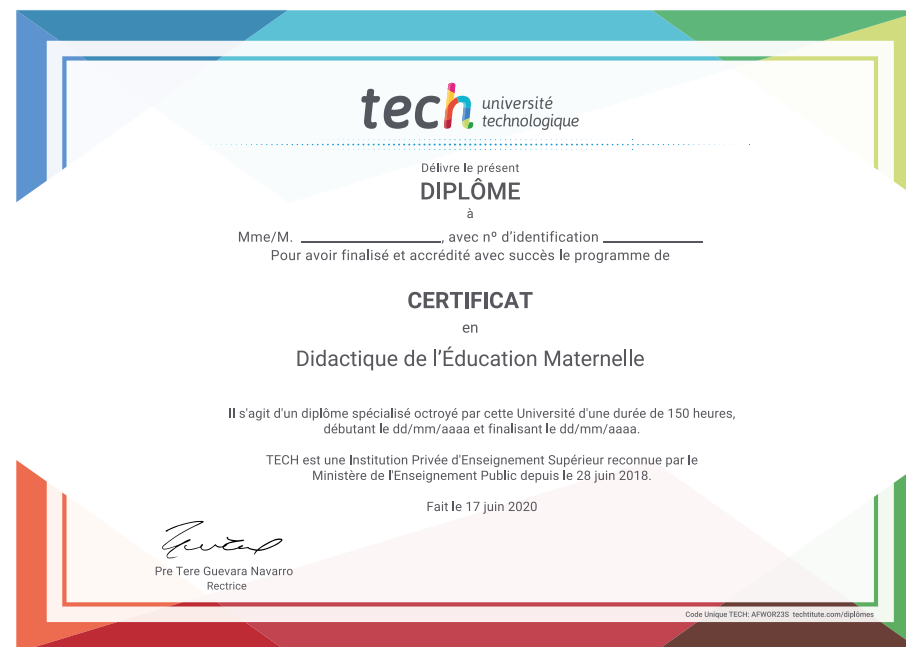 tech université
technologique
Délivre le présent
DIPLÔME
à
Mme/M. ____________________, avec nº d'identification ______________
Pour avoir finalisé et accrédité avec succès le programme de
CERTIFICAT
en
Didactique de l'Éducation Maternelle
Il s'agit d'un diplôme spécialisé octroyé par cette Université d'une durée de 150 heures,
débutant le dd/mm/aaaa et finalisant le dd/mm/aaaa.
TECH est une Institution Privée d'Enseignement Supérieur reconnue par le
Ministère de l'Enseignement Public depuis le 28 juin 2018.
Fait le 17 juin 2020
Pre Tere Guevara Navarro
Rectrice
Code Unique TECH: AFWOR23S techtitute.com/diplômes